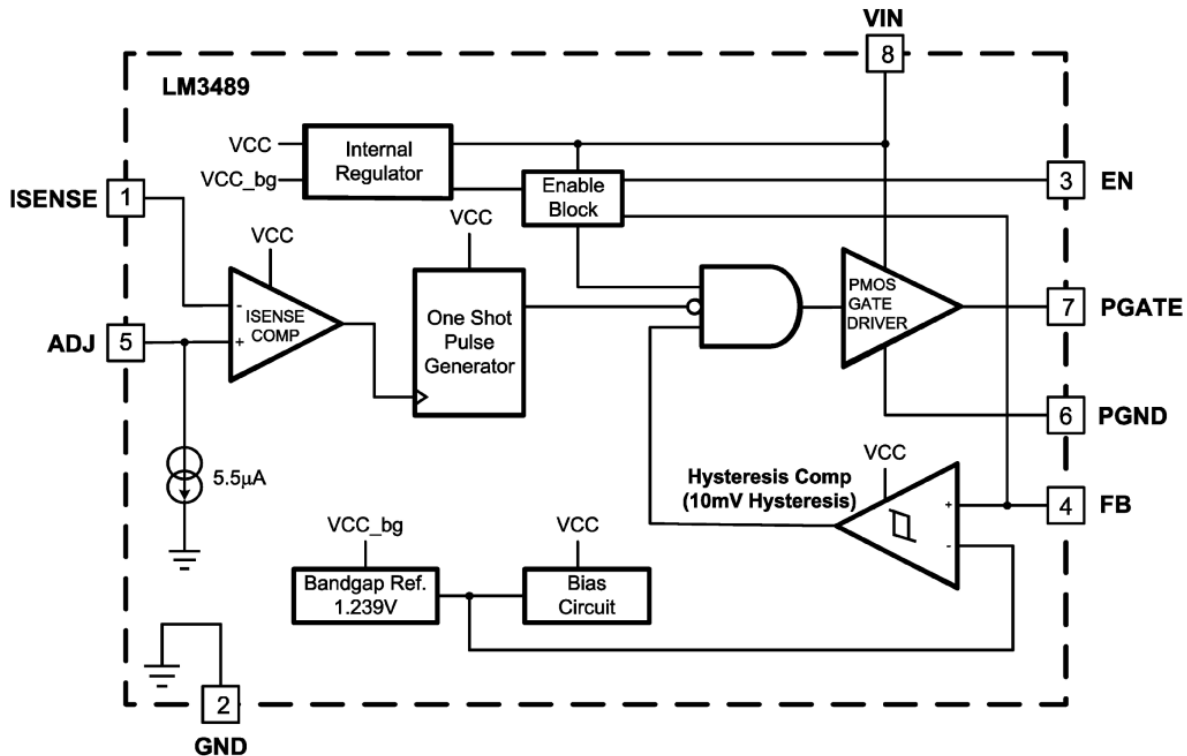 VIN
8
LM3489
VCC
VCC_bg
Internal
Regulator
Enable
Block
3
EN
ISENSE
1
VCC
VCC
-
ISENSE
COMP
+
ADJ
5
One Shot
Pulse
Generator
PMOS
GATE
DRIVER
7
PGATE
6
PGND
5.5µA
Hysteresis Comp
(10mV Hysteresis)
VCC
+
-
4
FB
VCC_bg
VCC
Bandgap Ref.
1.239V
Bias
Circuit
2
GND